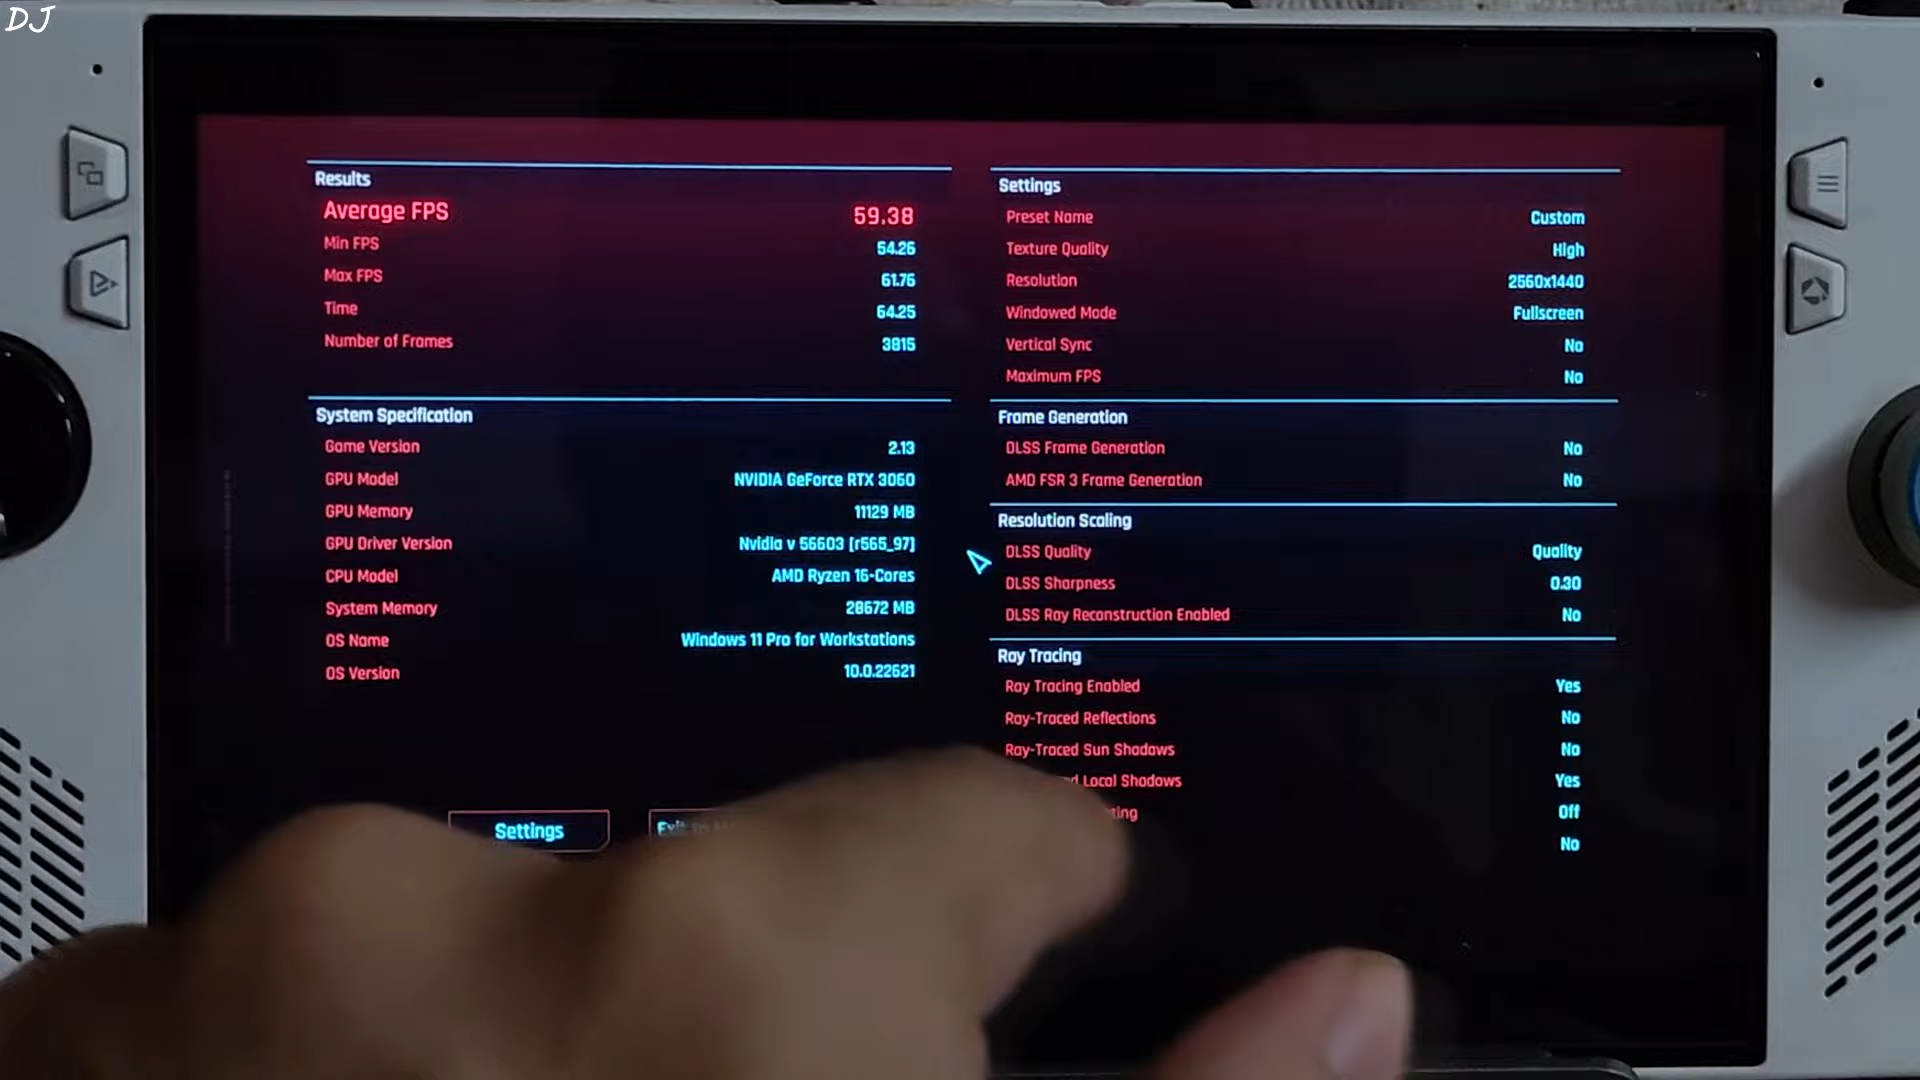 DJ
Results
Average FPS 59.38
Min FPS 54.26
Max FPS 61.76
Time 64.25
Number of Frames 3815
System Specification
Game Version 2.13
GPU Model NVIDIA GeForce RTX 3060
GPU Memory 11129 MB
GPU Driver Version Nvidia v 56603 [r565_97]
CPU Model AMD Ryzen 16-Cores
System Memory 28672 MB
OS Name Windows 11 Pro for Workstations
OS Version 10.0.22621
Settings
Exit to
Settings
Preset Name Custom
Texture Quality High
Resolution 2560x1440
Windowed Mode Fullscreen
Vertical Sync No
Maximum FPS No
Frame Generation
DLSS Frame Generation No
AMD FSR 3 Frame Generation No
Resolution Scaling
DLSS Quality Quality
DLSS Sharpness 0.30
DLSS Ray Reconstruction Enabled No
Ray Tracing
Ray Tracing Enabled Yes
Ray-Traced Reflections No
Ray-Traced Sun Shadows No
Local Shadows Yes
Off
No